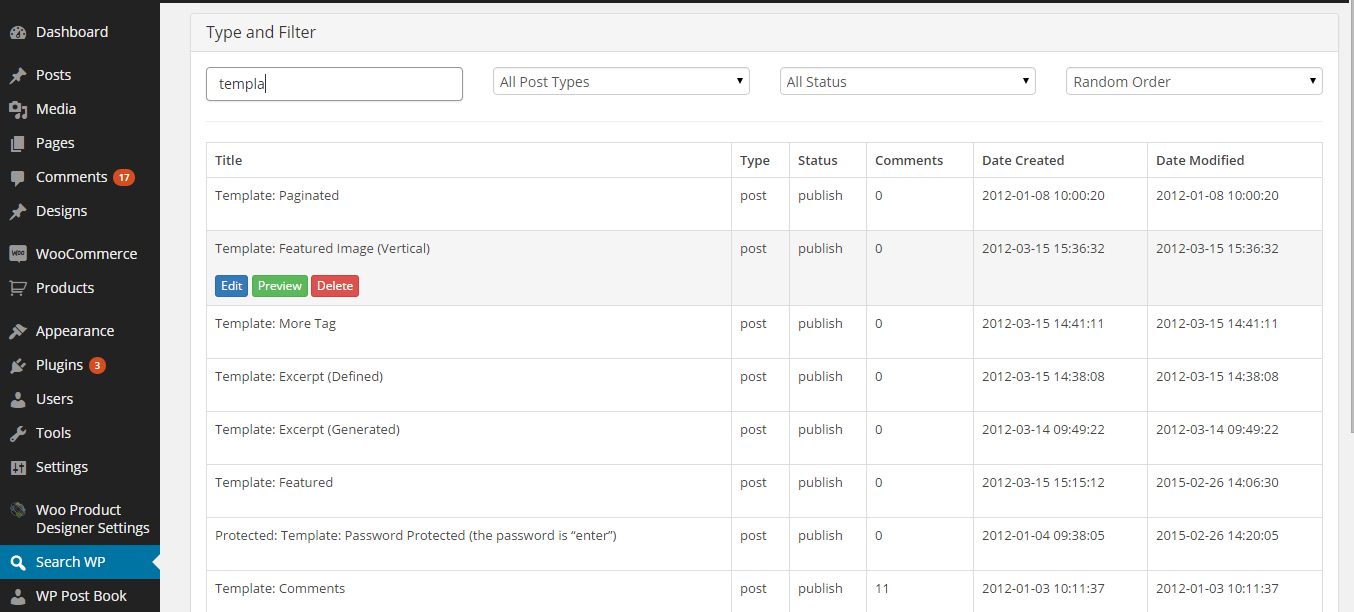 Dashboard
Posts
Media
Pages
Comments 17
Designs
WOO WooCommerce
Products
Appearance
Plugins 3
Users
Tools
Settings
Woo Product
Designer Settings
Search WP
WP Post Book
Type and Filter
templa All Post Types All Status Random Order
Title Type Status Comments Date Created Date Modified
Template: Paginated post publish 0 2012-01-08 10:00:20 2012-01-08 10:00:20
Template: Featured Image (Vertical) post publish 0 2012-03-15 15:36:32 2012-03-15 15:36:32
Edit Preview Delete
Template: More Tag post publish 0 2012-03-15 14:41:11 2012-03-15 14:41:11
Template: Excerpt (Defined) post publish 0 2012-03-15 14:38:08 2012-03-15 14:38:08
Template: Excerpt (Generated) post publish 0 2012-03-14 09:49:22 2012-03-14 09:49:22
Template: Featured post publish 0 2012-03-15 15:15:12 2015-02-26 14:06:30
Protected: Template: Password Protected (the password is “enter”) post publish 0 2012-01-04 09:38:05 2015-02-26 14:20:05
Template: Comments post publish 11 2012-01-03 10:11:37 2012-01-03 10:11:37